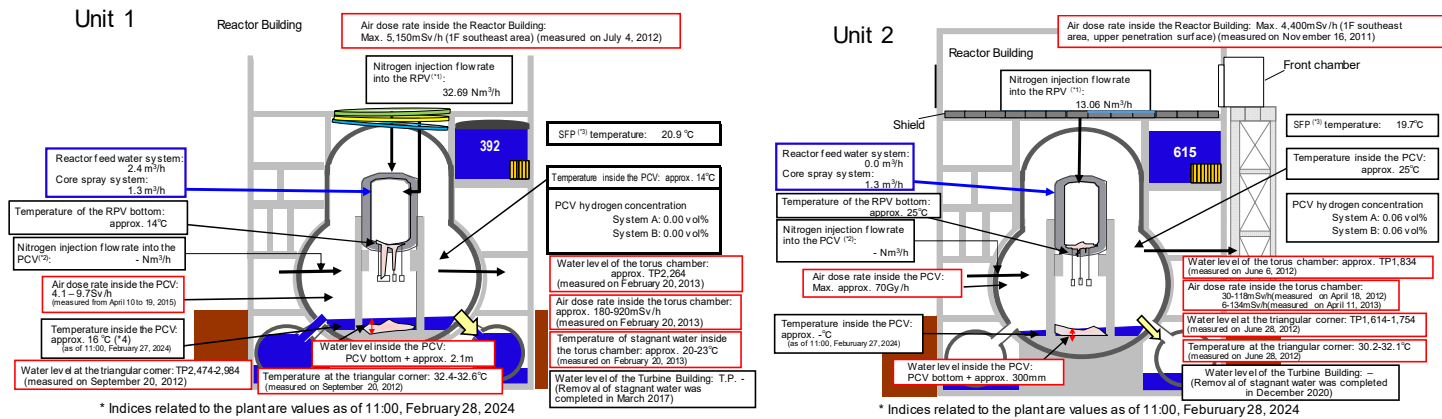 Unit 1
Reactor Building
Air dose rate inside the Reactor Building:
Max. 5,150mSv/h (1F southeast area) (measured on July 4, 2012)
Nitrogen injection flow rate
into the RPV(*1):
32.69 Nm3/h
392
SFP (*3) temperature: 20.9 °C
Reactor feed water system:
2.4 m3/h
Core spray system:
1.3 m3/h
Temperature inside the PCV: approx. 14°C
PCV hydrogen concentration
System A: 0.00 vol%
System B: 0.00 vol%
Temperature of the RPV bottom:
approx. 14°C
Nitrogen injection flow rate into the
PCV(*2):
- Nm3/h
Air dose rate inside the PCV:
4.1 – 9.7Sv/h
(measured from April 10 to 19, 2015)
Temperature inside the PCV:
approx. 16 °C (*4)
(as of 11:00, February 27, 2024)
Water level at the triangular corner: TP2,474-2,984
(measured on September 20, 2012)
Water level inside the PCV:
PCV bottom + approx. 2.1m
Temperature at the triangular corner: 32.4-32.6°C
(measured on September 20, 2012)
Water level of the torus chamber:
approx. TP2,264
(measured on February 20, 2013)
Air dose rate inside the torus chamber:
approx. 180-920mSv/h
(measured on February 20, 2013)
Temperature of stagnant water inside
the torus chamber: approx. 20-23°C
(measured on February 20, 2013)
Water level of the Turbine Building: T.P. -
(Removal of stagnant water was
completed in March 2017)
* Indices related to the plant are values as of 11:00, February 28, 2024
Unit 2
Air dose rate inside the Reactor Building: Max. 4,400mSv/h (1F southeast
area, upper penetration surface) (measured on November 16, 2011)
Reactor Building
Front chamber
Nitrogen injection flow rate
into the RPV (*1):
13.06 Nm3/h
Shield
615
SFP (*3) temperature: 19.7°C
Reactor feed water system:
0.0 m3/h
Core spray system:
1.3 m3/h
Temperature inside the PCV:
approx. 25°C
Temperature of the RPV bottom:
approx. 25°C
PCV hydrogen concentration
System A: 0.06 vol%
System B: 0.06 vol%
Nitrogen injection flow rate
into the PCV (*2):
- Nm3/h
Air dose rate inside the PCV:
Max. approx. 70Gy/h
Temperature inside the PCV:
approx. -°C
(as of 11:00, February 27, 2024)
Water level inside the PCV:
PCV bottom + approx. 300mm
Water level of the torus chamber: approx. TP1,834
(measured on June 6, 2012)
Air dose rate inside the torus chamber:
30-118mSv/h(measured on April 18, 2012)
6-134mSv/h(measured on April 11, 2013)
Water level at the triangular corner: TP1,614-1,754
(measured on June 28, 2012)
Temperature at the triangular corner: 30.2-32.1°C
(measured on June 28, 2012)
Water level of the Turbine Building: –
(Removal of stagnant water was completed
in December 2020)
* Indices related to the plant are values as of 11:00, February 28, 2024